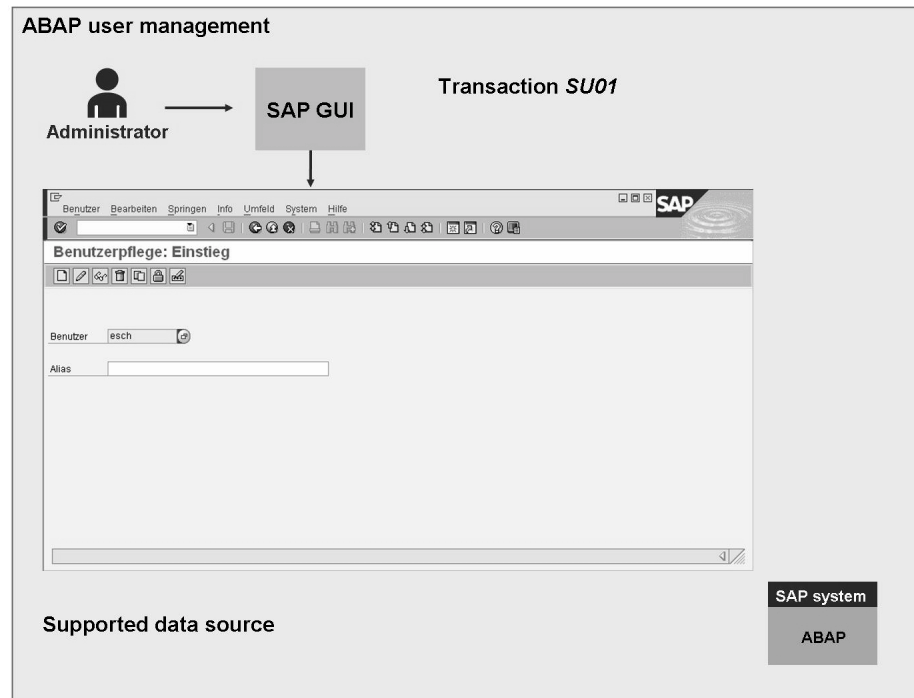 ABAP user management
Transaction SU01
SAP GUI
Administrator
Benutzer Bearbeiten Springen Info Umfeld System Hilfe
SAP
Benutzerpflege: Einstieg
Benutzer esch
Alias
SAP system
Supported data source
ABAP